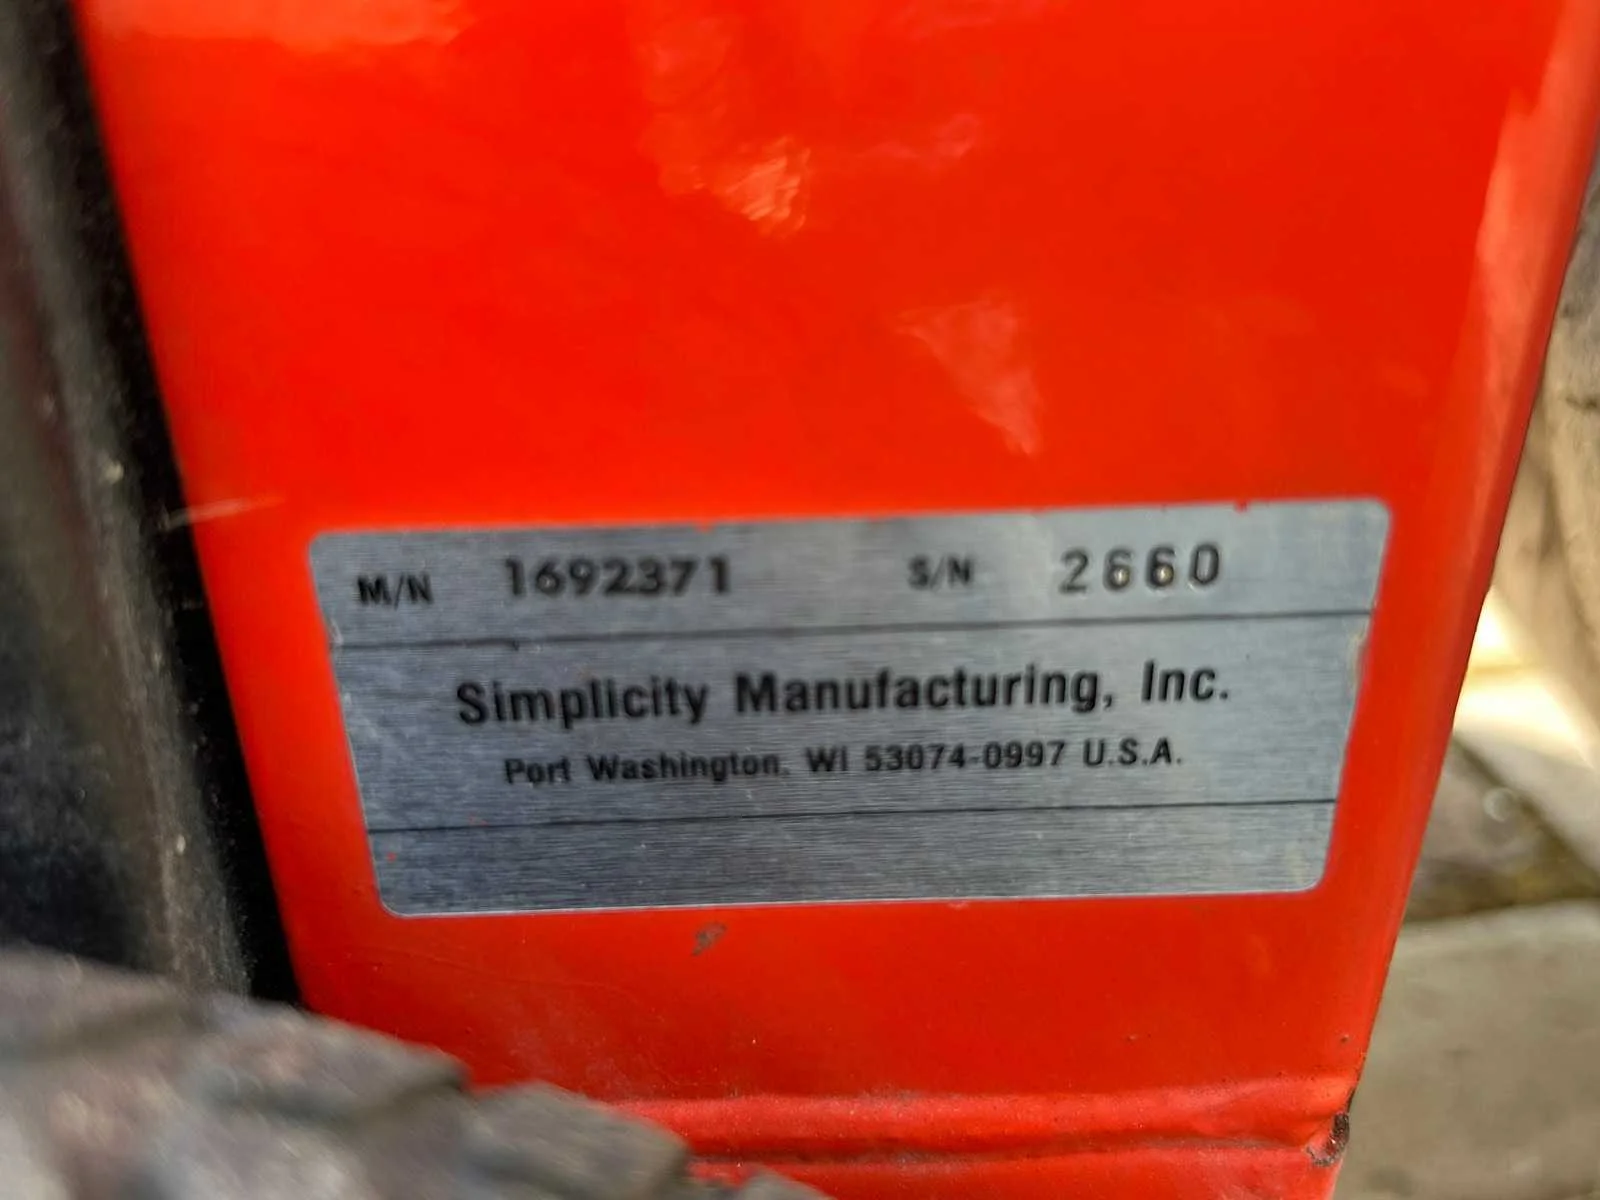 M/N 1692371 S/N 2660
Simplicity Manufacturing, Inc.
Port Washington, WI 53074-0997 U.S.A.